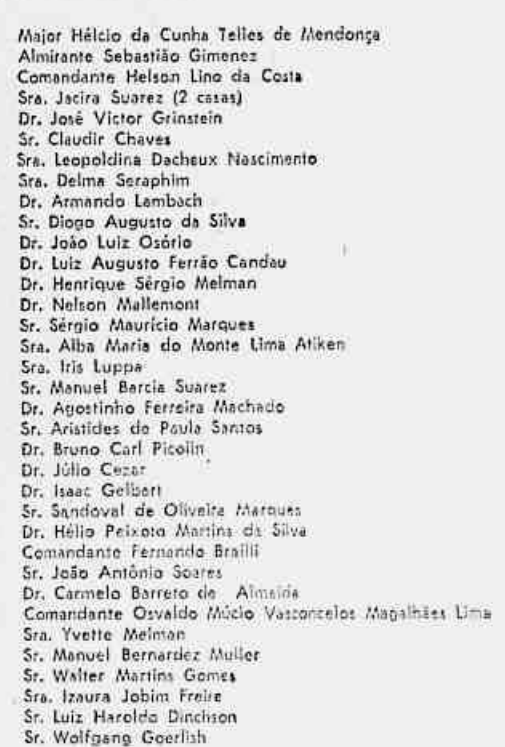 Major Hélcio da Cunha Telles de Mendonça
Almirante Sebastião Gimenez
Comandante Helson Lino da Costa
Sra. Jacira Suarez (2 casas)
Dr. José Victor Grinstein
Sr. Claudir Chaves
Sra. Leopoldina Dacheux Nascimento
Sra. Delma Seraphim
Dr. Armando Lambach
Sr. Diogo Augusto da Silva
Dr. João Luiz Osório
Dr. Luiz Augusto Ferrão Candau
Dr. Henrique Sérgio Melman
Dr. Nelson Mallemont
Sr. Sérgio Maurício Marques
Sra. Alba Maria do Monte Lima Atiken
Sra. Iris Luppa
Sr. Manuel Barcia Suarez
Dr. Agostinho Ferreira Machado
Sr. Aristides de Paula Santos
Dr. Bruno Carl Picolin
Dr. Júlio Cezar
Dr. Isaac Gelbert
Sr. Sandoval de Oliveira Marques
Dr. Hélio Peixoto Martins da Silva
Comandante Fernando Brailli
Sr. João Antônio Soares
Dr. Carmelo Barreto de Almeida
Comandante Osvaldo Múcio Vasconcelos Magalhães Lima
Sra. Yvette Melman
Sr. Manuel Bernardez Muller
Sr. Walter Martins Gomes
Sra. Izaura Jobim Freire
Sr. Luiz Haroldo Dinchson
Sr. Wolfgang Goerlish